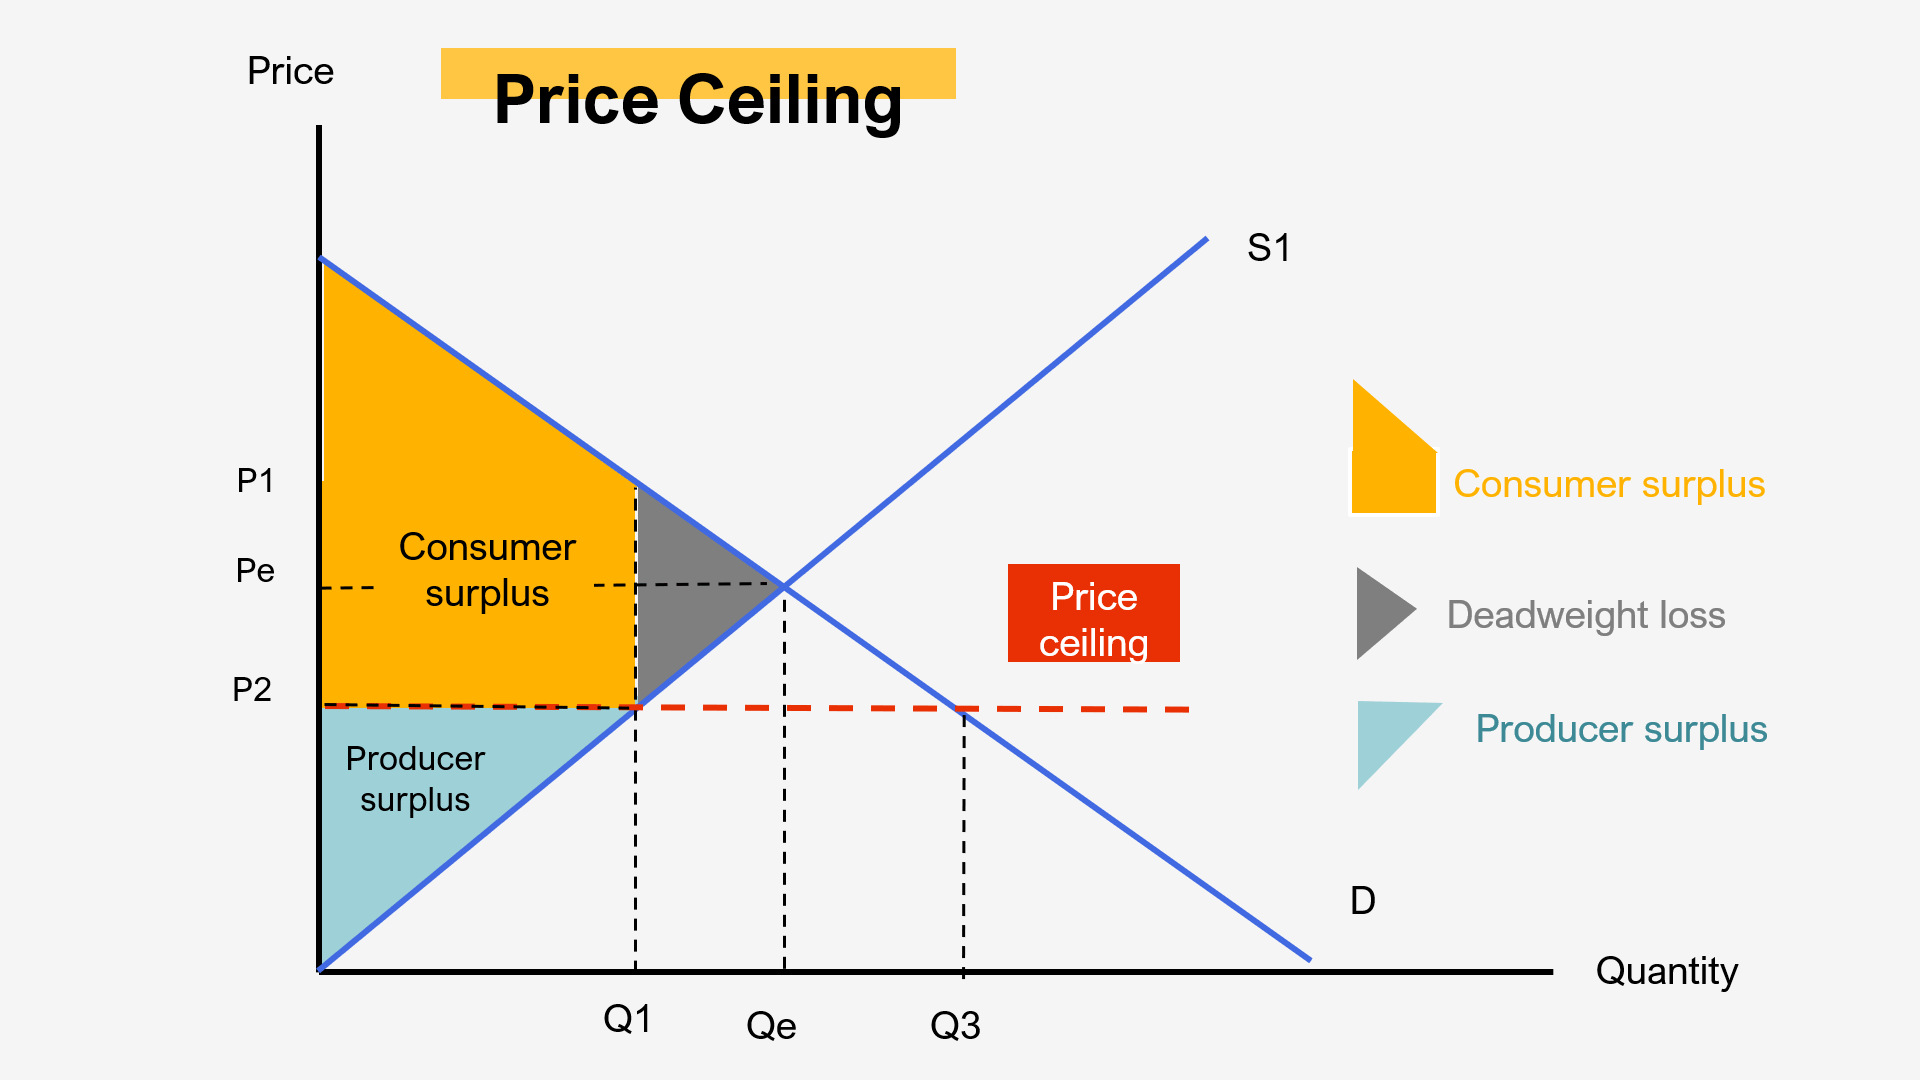 Price Ceiling
Price
S1
P1
Consumer surplus
Consumer
surplus
Pe
Price
ceiling
Deadweight loss
P2
Producer surplus
Producer
surplus
D
Quantity
Q1
Qe
Q3